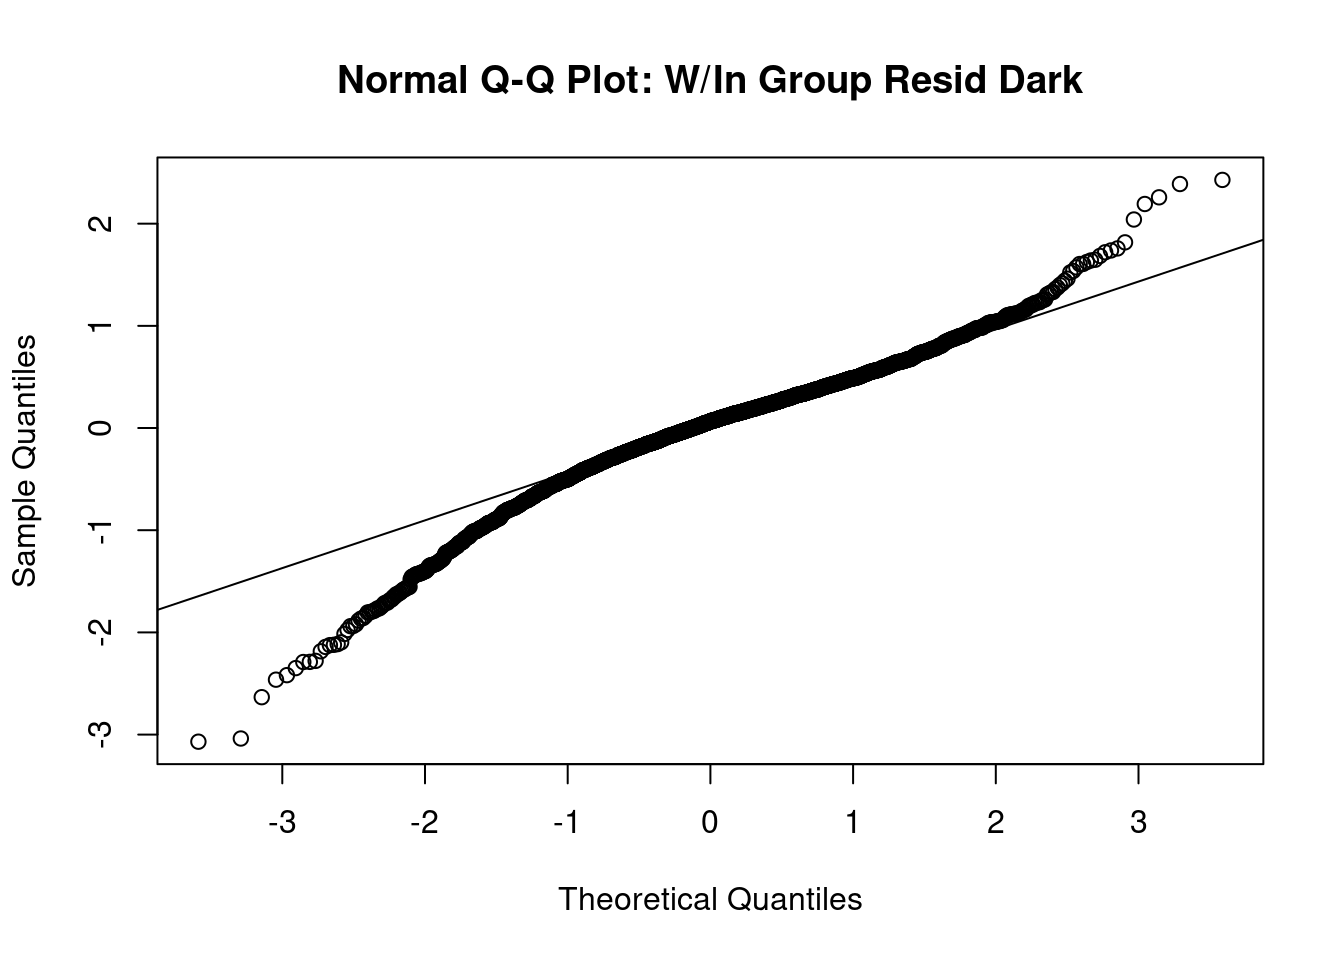 Normal Q-Q Plot: W/In Group Resid Dark
Sample Quantiles
2
1
0
-1
-2
-3
-3 -2 -1 0 1 2 3
Theoretical Quantiles